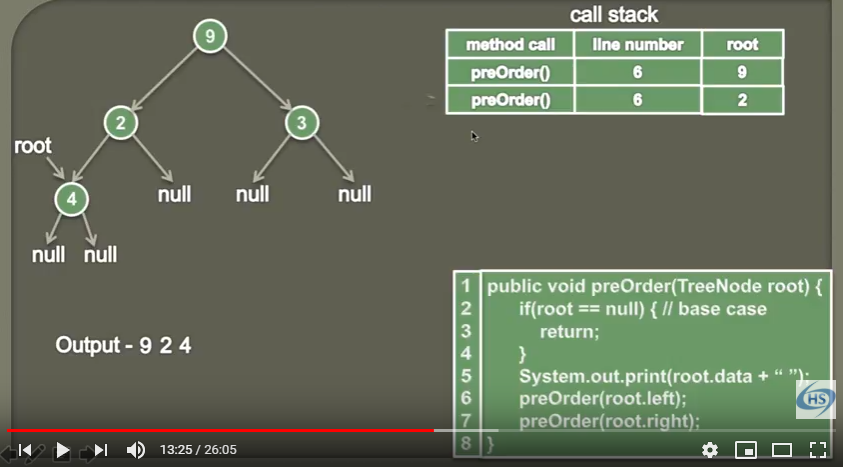 call stack
method call line number root
preOrder() 6 9
preOrder() 6 2
9
2 3
root
4 null null null
null null
Output - 9 2 4
1 public void preOrder(TreeNode root) {
2 if(root == null) { // base case
3 return;
4 }
5 System.out.print(root.data + “ ”);
6 preOrder(root.left);
7 preOrder(root.right);
8 }
HS
13:25 / 26:05